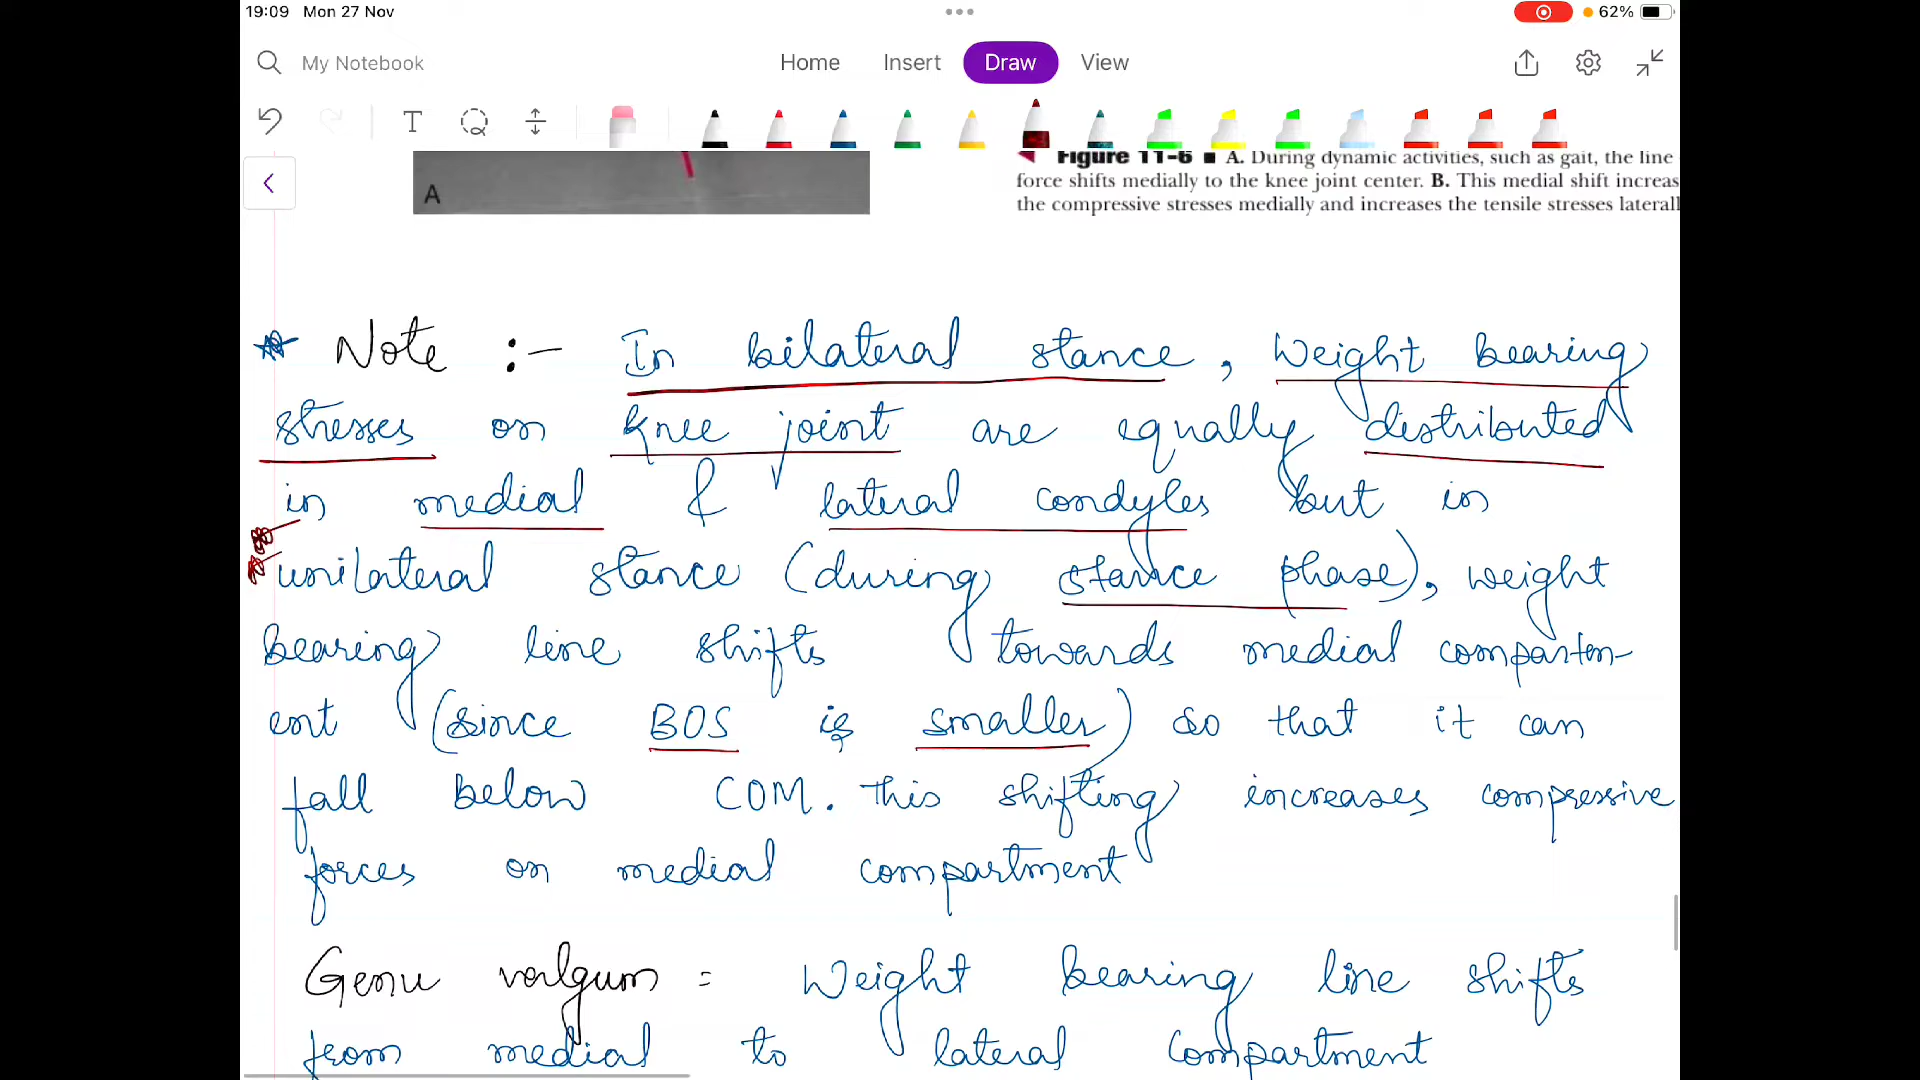 19:09 Mon 27 Nov
62%
My Notebook
Home Insert Draw View
T
A
Figure 11-6 ■ A. During dynamic activities, such as gait, the line
force shifts medially to the knee joint center. B. This medial shift increas
the compressive stresses medially and increases the tensile stresses laterall
Note :- In bilateral stance, Weight bearing
stresses on knee joint are equally distributed
in medial & lateral condyles but in
unilateral stance (during stance phase), weight
bearing line shifts towards medial compartm-
ent (since BOS is smaller) so that it can
fall below COM. This shifting increases compressive
forces on medial compartment
Genu valgum = Weight bearing line shifts
from medial to lateral compartment